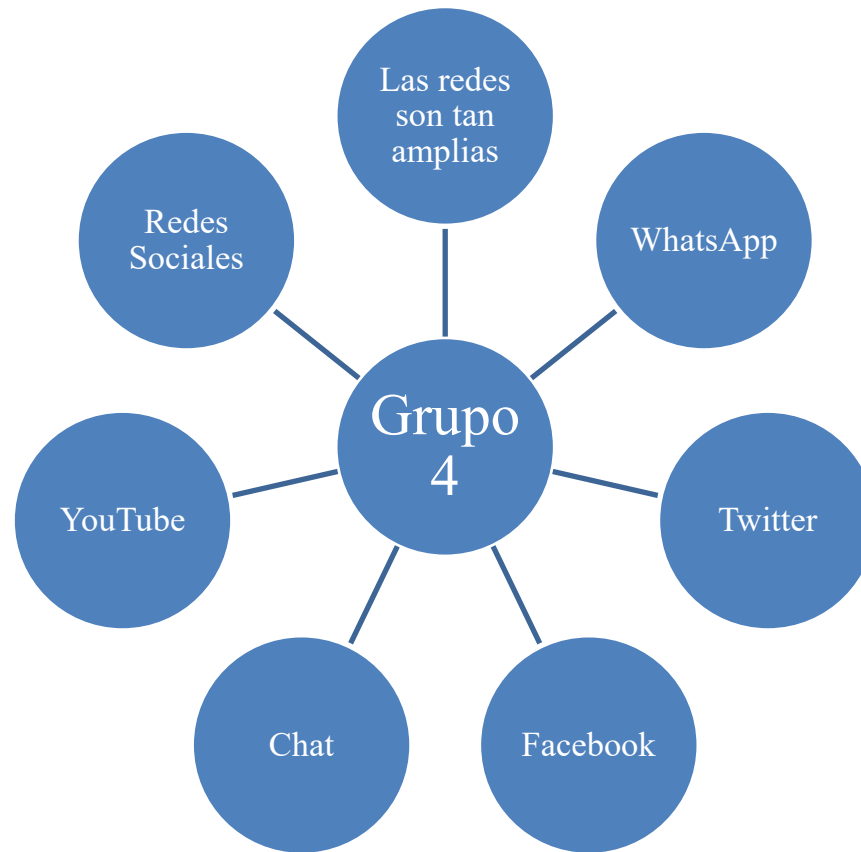 Las redes
son tan
amplias
Redes
Sociales
WhatsApp
Grupo
4
YouTube
Twitter
Chat
Facebook